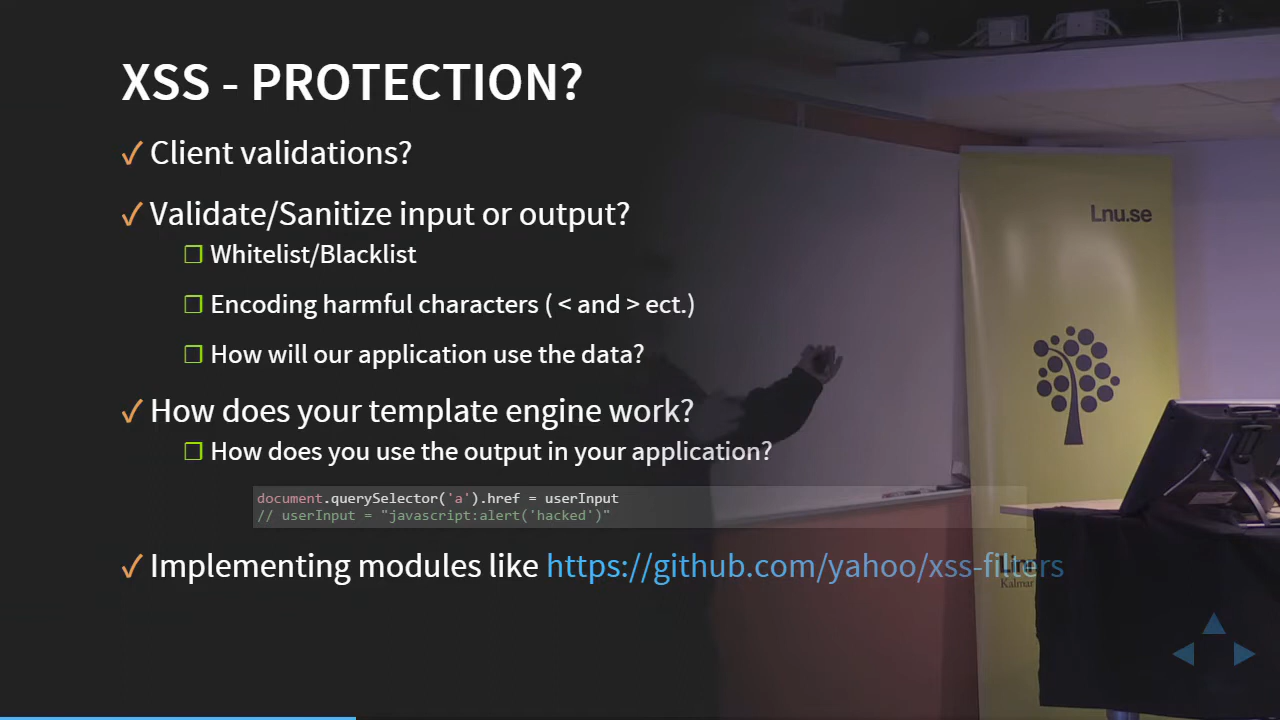 XSS - PROTECTION?
✓ Client validations?
✓ Validate/Sanitize input or output?
❐ Whitelist/Blacklist
❐ Encoding harmful characters ( < and > ect.)
❐ How will our application use the data?
✓ How does your template engine work?
❐ How does you use the output in your application?
document.querySelector('a').href = userInput
// userInput = "javascript:alert('hacked')"
✓ Implementing modules like https://github.com/yahoo/xss-filters
Lnu.se
Kalmar